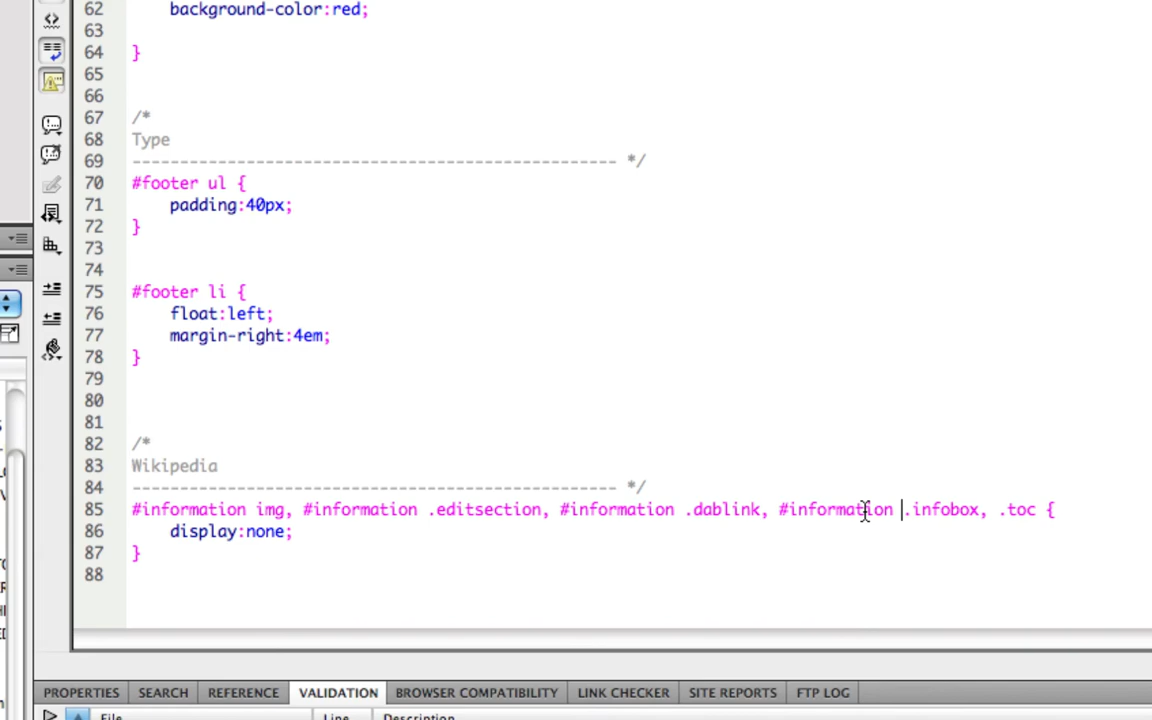 62 background-color:red;
63
64 }
65
66
67 /*
68 Type
69 --------------------------------------------------- */
70 #footer ul {
71 padding:40px;
72 }
73
74
75 #footer li {
76 float:left;
77 margin-right:4em;
78 }
79
80
81
82 /*
83 Wikipedia
84 --------------------------------------------------- */
85 #information img, #information .editsection, #information .dablink, #information .infobox, .toc {
86 display:none;
87 }
88
PROPERTIES SEARCH REFERENCE VALIDATION BROWSER COMPATIBILITY LINK CHECKER SITE REPORTS FTP LOG
File Line Description